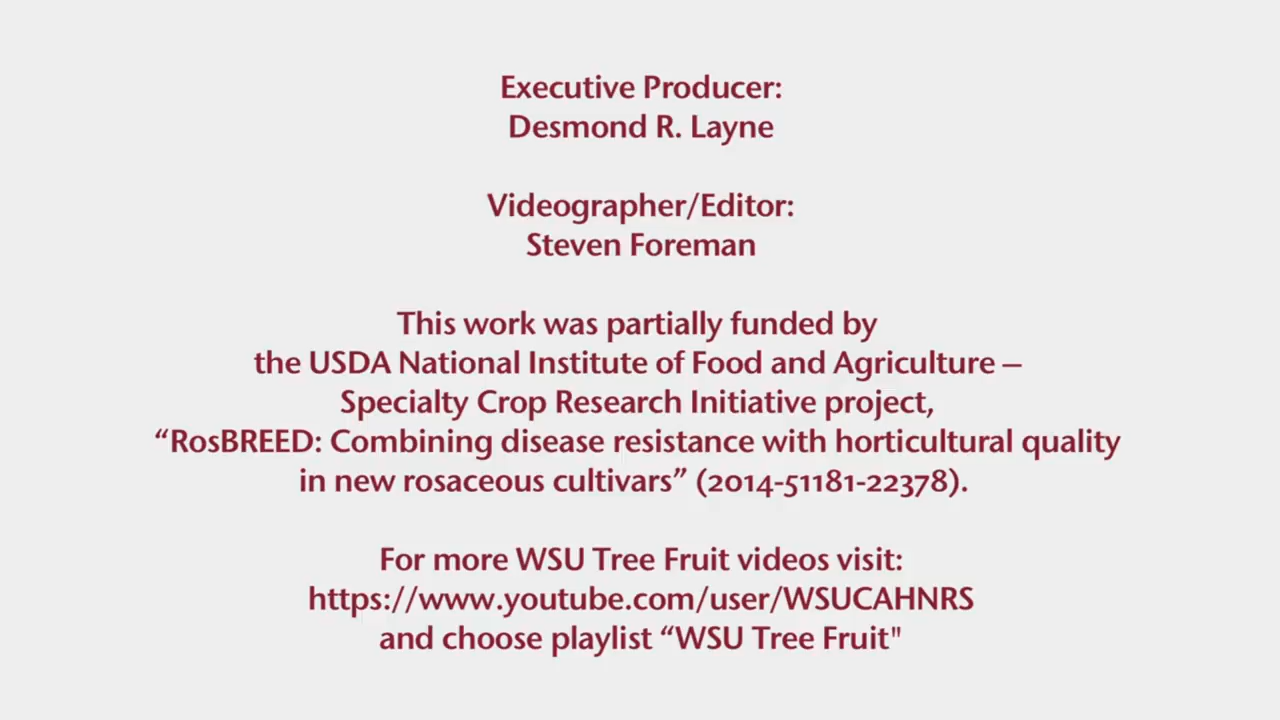 Executive Producer:
Desmond R. Layne
Videographer/Editor:
Steven Foreman
This work was partially funded by
the USDA National Institute of Food and Agriculture –
Specialty Crop Research Initiative project,
“RosBREED: Combining disease resistance with horticultural quality
in new rosaceous cultivars” (2014-51181-22378).
For more WSU Tree Fruit videos visit:
https://www.youtube.com/user/WSUCAHNRS
and choose playlist “WSU Tree Fruit"